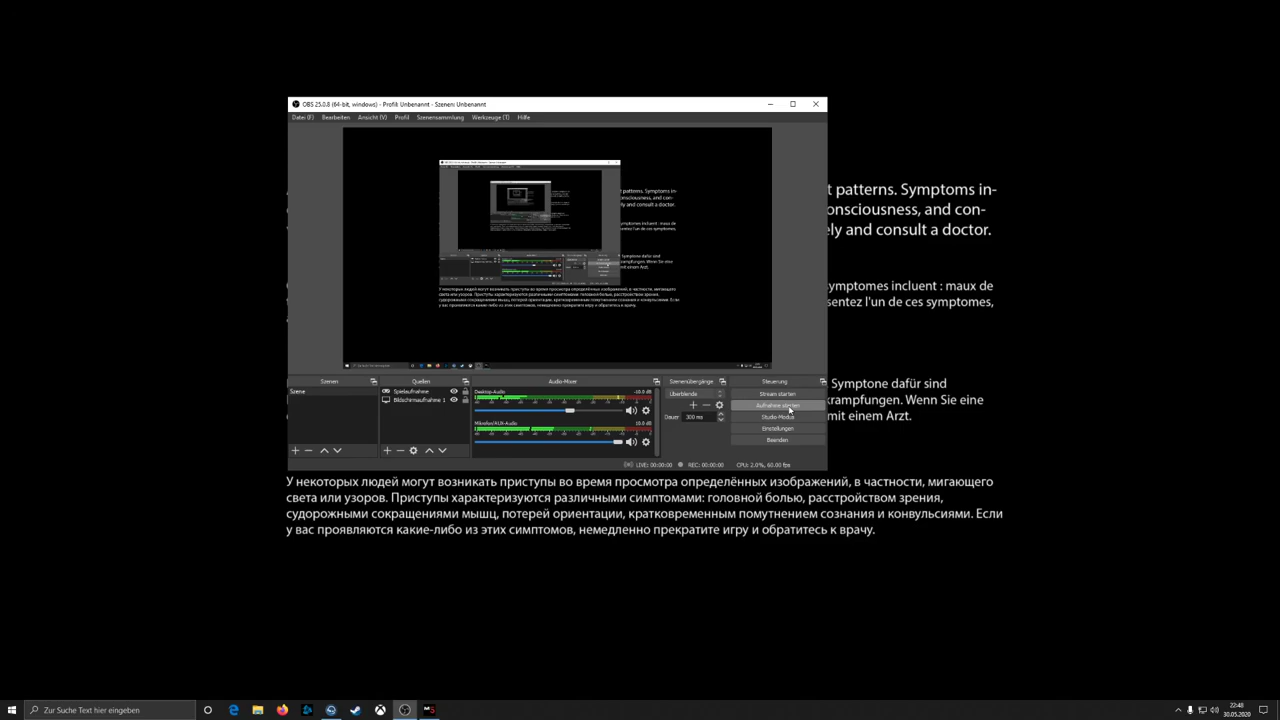 OBS 25.0.8 (64-bit, windows) - Profil: Unbenannt - Szenen: Unbenannt
Datei (F) Bearbeiten Ansicht (V) Profil Szenensammlung Werkzeuge (T) Hilfe
t patterns. Symptoms in-
onsciousness, and con-
ely and consult a doctor.
symptomes incluent : maux de
sentez l'un de ces symptomes,
Symptome dafür sind
krampfungen. Wenn Sie eine
mit einem Arzt.
Szenen
Szene
Quellen
Spielaufnahme
Bildschirmaufnahme 1
Audio-Mixer
Desktop-Audio -10.0 dB
Mikrofon/AUX-Audio 10.0 dB
Szenenübergänge
Überblende
Dauer 300 ms
Steuerung
Stream starten
Aufnahme starten
Studio-Modus
Einstellungen
Beenden
LIVE: 00:00:00 REC: 00:00:00 CPU: 2.0%, 60.00 fps
У некоторых людей могут возникать приступы во время просмотра определённых изображений, в частности, мигающего
света или узоров. Приступы характеризуются различными симптомами: головной болью, расстройством зрения,
судорожными сокращениями мышц, потерей ориентации, кратковременным помутнением сознания и конвульсиями. Если
у вас проявляются какие-либо из этих симптомов, немедленно прекратите игру и обратитесь к врачу.
Zur Suche Text hier eingeben
22:48
30.05.2020